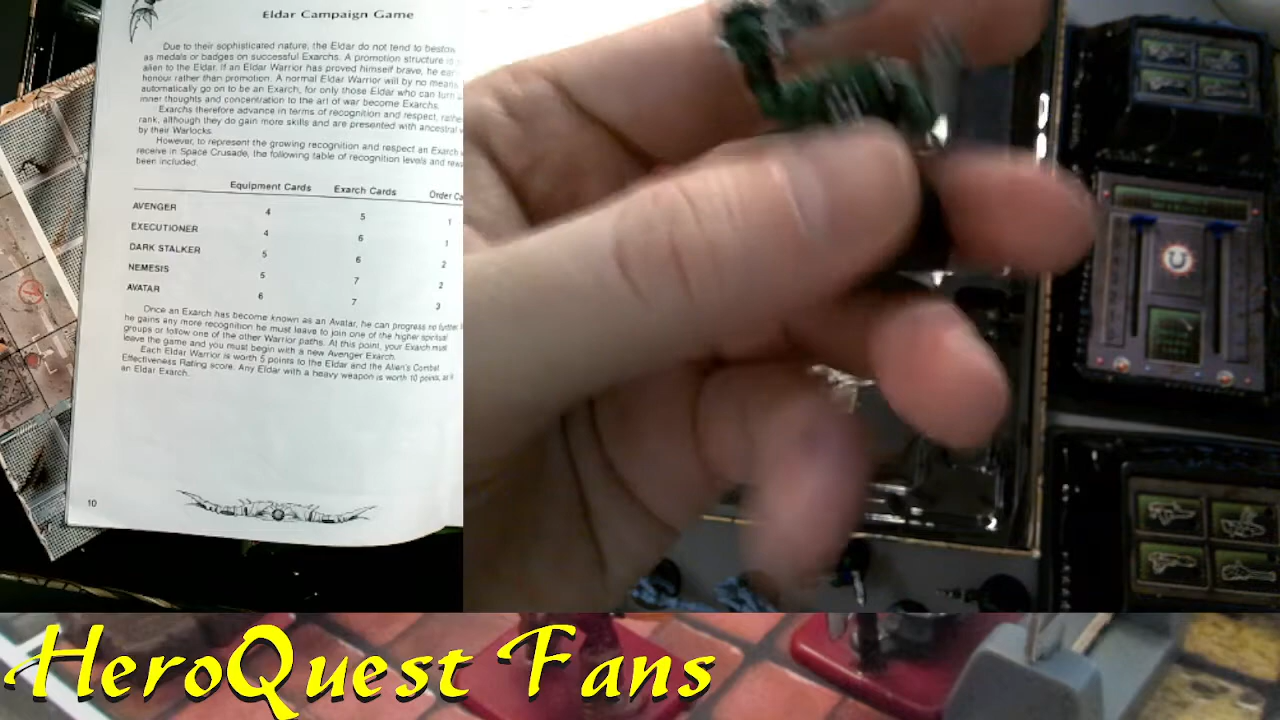 Eldar Campaign Game
Due to their sophisticated nature, the Eldar do not tend to bestow
as medals or badges on successful Exarchs. A promotion structure is
alien to the Eldar. If an Eldar Warrior has proved himself brave, he
honour rather than promotion. A normal Eldar Warrior will by no means
automatically go on to be an Exarch, for only those Eldar who can turn
inner thoughts and concentration to the art of war become Exarchs.
Exarchs therefore advance in terms of recognition and respect,
rank, although they do gain more skills and are presented with ancestral
by their Warlocks.
However, to represent the growing recognition and respect an Exarch
receive in Space Crusade, the following table of recognition levels and
been included.
Equipment Cards Exarch Cards Order Ca
AVENGER 4 5 1
EXECUTIONER 4 6 1
DARK STALKER 5 6 2
NEMESIS 5 7 2
AVATAR 6 7 3
Once an Exarch has become known as an Avatar, he can progress no further.
he gains any more recognition he must leave to join one of the higher spiritual
groups or follow one of the other Warrior paths. At this point, your Exarch must
leave the game and you must begin with a new Avenger Exarch.
Each Eldar Warrior is worth 5 points to the Eldar and the Alien's Combat
Effectiveness Rating score. Any Eldar with a heavy weapon is worth 10 points, as is
an Eldar Exarch.
10
HeroQuest Fans